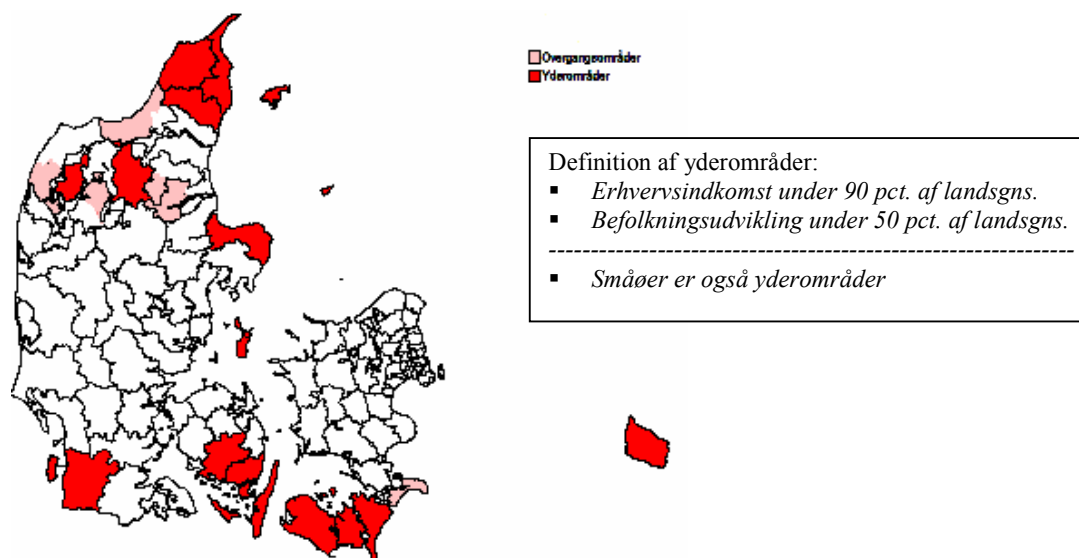 Overgangsområder
Yderområder
Definition af yderområder:
▪ Erhvervsindkomst under 90 pct. af landsgns.
▪ Befolkningsudvikling under 50 pct. af landsgns.
----------------------------------------------------------------
▪ Småøer er også yderområder